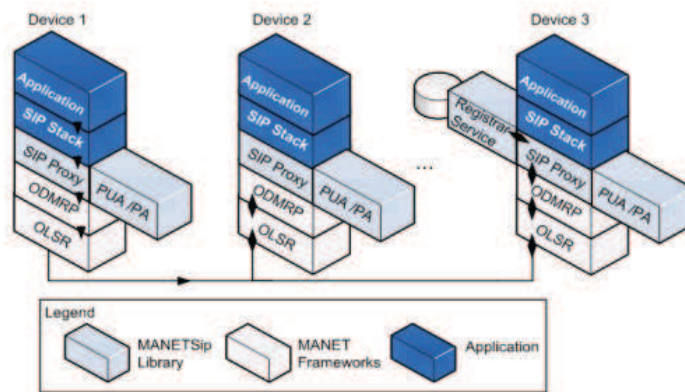 Device 1
Device 2
Device 3
Application
SIP Stack
SIP Proxy
PUA /PA
ODMRP
OLSR
Application
SIP Stack
SIP Proxy
PUA /PA
ODMRP
OLSR
...
Registrar
Service
Application
SIP Stack
SIP Proxy
PUA /PA
ODMRP
OLSR
Legend
MANETSip
Library
MANET
Frameworks
Application